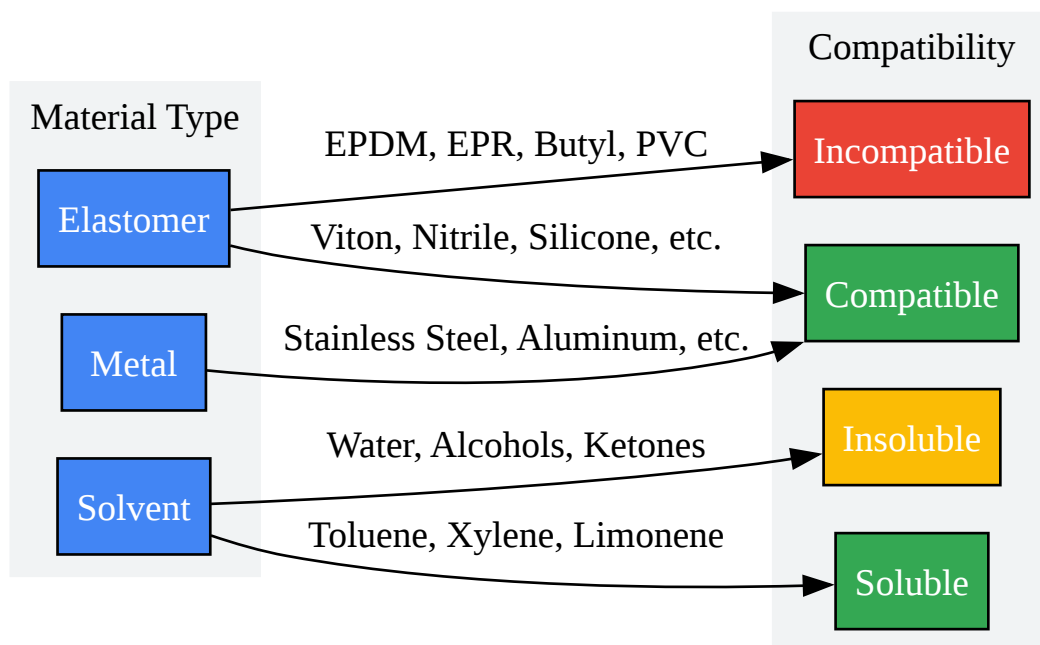 Material Type
Elastomer
Metal
Solvent
EPDM, EPR, Butyl, PVC
Viton, Nitrile, Silicone, etc.
Stainless Steel, Aluminum, etc.
Water, Alcohols, Ketones
Toluene, Xylene, Limonene
Compatibility
Incompatible
Compatible
Insoluble
Soluble